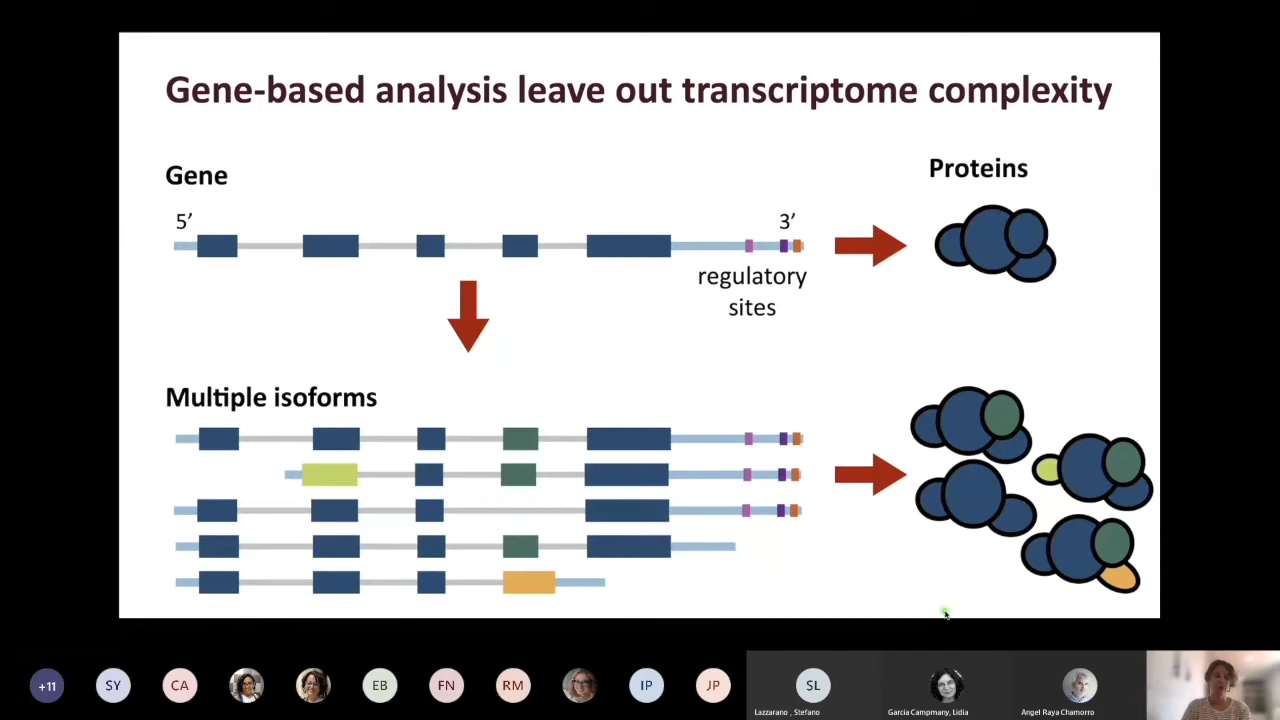 Gene-based analysis leave out transcriptome complexity
Gene
Proteins
5’
3’
regulatory
sites
Multiple isoforms
+11
SY
CA
EB
FN
RM
IP
JP
SL
Lazzarano , Stefano
Garcia Campmany, Lidia
Angel Raya Chamorro